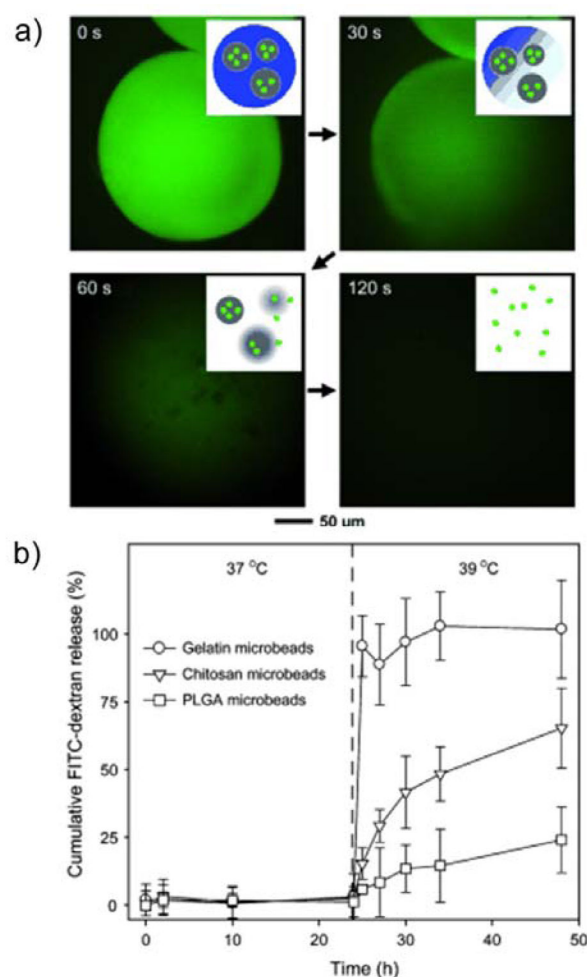 a)
0 s
30 s
60 s
120 s
50 um
b)
37 °C
39 °C
Gelatin microbeads
Chitosan microbeads
PLGA microbeads
Cumulative FITC-dextran release (%)
100
75
50
25
0
0 10 20 30 40 50
Time (h)